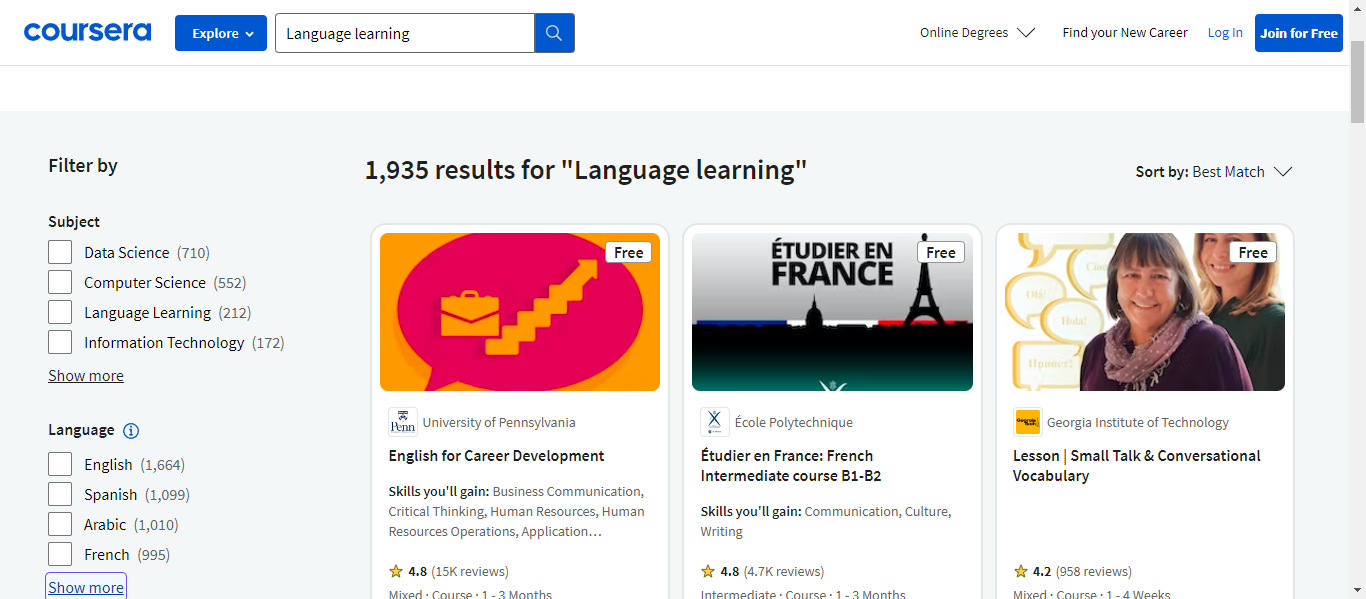 coursera
Explore
Language learning
Online Degrees
Find your New Career
Log In
Join for Free
Filter by
Subject
Data Science (710)
Computer Science (552)
Language Learning (212)
Information Technology (172)
Show more
Language
English (1,664)
Spanish (1,099)
Arabic (1,010)
French (995)
Show more
1,935 results for "Language learning"
Sort by: Best Match
Free
Penn
University of Pennsylvania
English for Career Development
Skills you'll gain: Business Communication,
Critical Thinking, Human Resources, Human
Resources Operations, Application…
4.8 (15K reviews)
Mixed · Course · 1 - 3 Months
ÉTUDIER EN
FRANCE
Free
École Polytechnique
Étudier en France: French
Intermediate course B1-B2
Skills you'll gain: Communication, Culture,
Writing
4.8 (4.7K reviews)
Intermediate · Course · 1 - 3 Months
Free
Olá!
Hola!
Привет!
Georgia Institute of Technology
Lesson | Small Talk & Conversational
Vocabulary
4.2 (958 reviews)
Mixed · Course · 1 - 4 Weeks